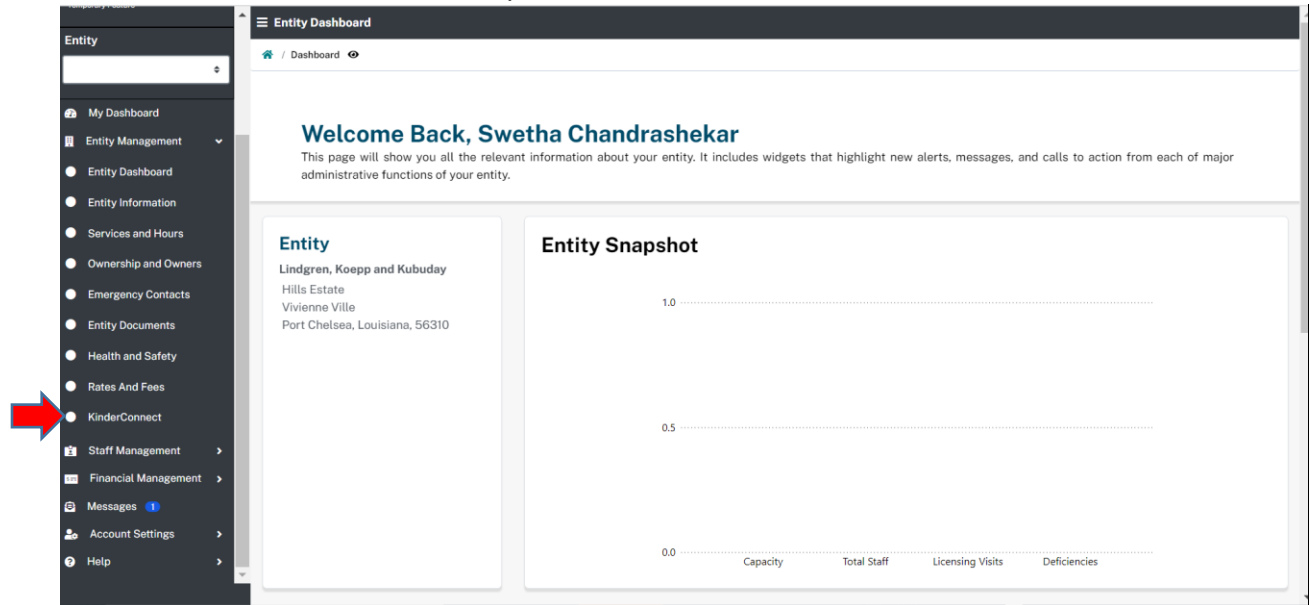 Temporary Feature
Entity
My Dashboard
Entity Management
Entity Dashboard
Entity Information
Services and Hours
Ownership and Owners
Emergency Contacts
Entity Documents
Health and Safety
Rates And Fees
KinderConnect
Staff Management
Financial Management
Messages 1
Account Settings
Help
Entity Dashboard
/ Dashboard
Welcome Back, Swetha Chandrashekar
This page will show you all the relevant information about your entity. It includes widgets that highlight new alerts, messages, and calls to action from each of major
administrative functions of your entity.
Entity
Lindgren, Koepp and Kubuday
Hills Estate
Vivienne Ville
Port Chelsea, Louisiana, 56310
Entity Snapshot
1.0
0.5
0.0
Capacity Total Staff Licensing Visits Deficiencies